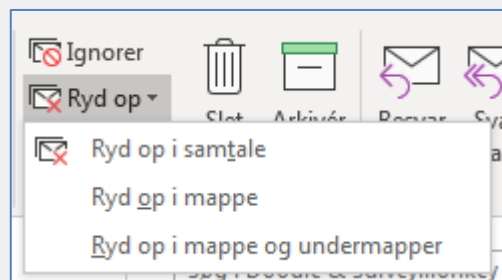 Ignorer
Ryd op
Slet Arkivér Besvar
Ryd op i samtale
Ryd op i mappe
Ryd op i mappe og undermapper